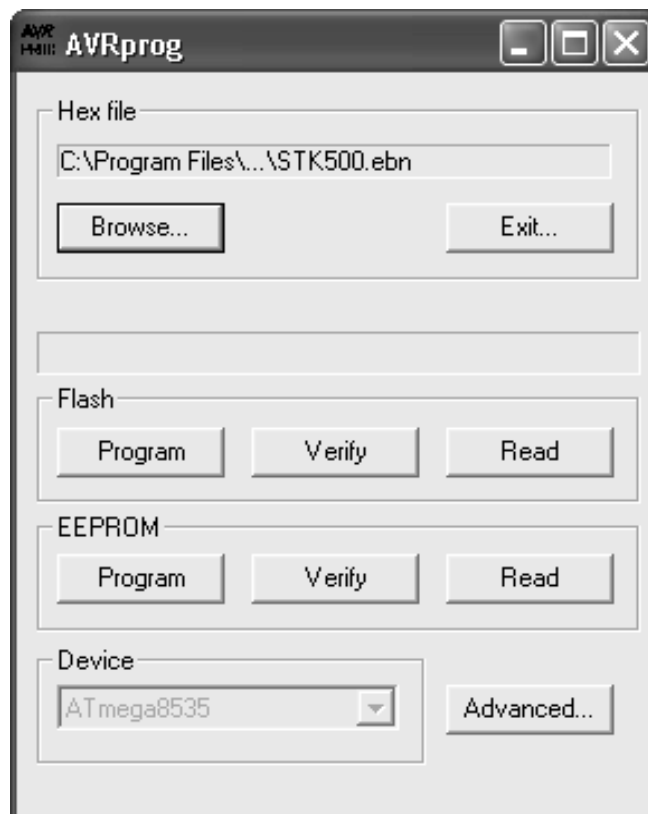 AVRprog
Hex file
C:\Program Files\...\STK500.ebn
Browse... Exit...
Flash
Program Verify Read
EEPROM
Program Verify Read
Device
ATmega8535 Advanced...